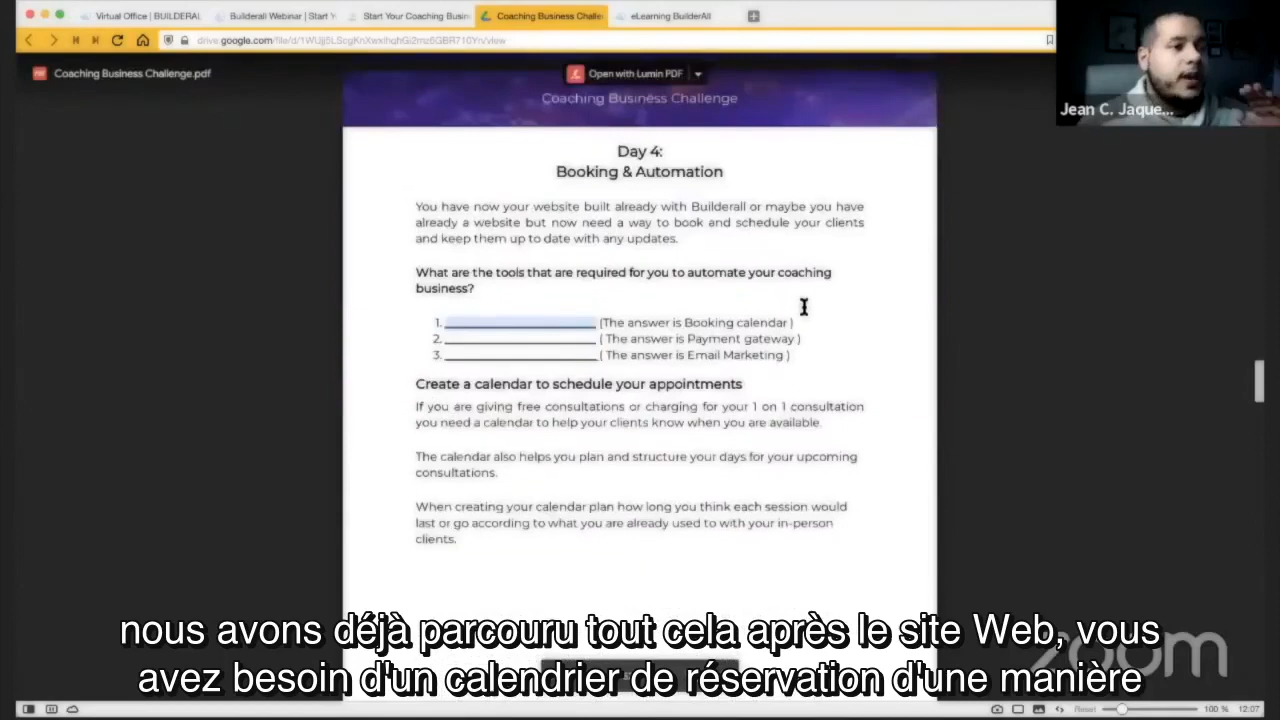 Virtual Office | BUILDERAL
Builderall Webinar | Start Y
Start Your Coaching Busin
Coaching Business Challe
eLearning BuilderAll
drive.google.com/file/d/
Coaching Business Challenge.pdf
Open with Lumin PDF
Jean C. Jaque...
Coaching Business Challenge
Day 4:
Booking & Automation
You have now your website built already with Builderall or maybe you have
already a website but now need a way to book and schedule your clients
and keep them up to date with any updates.
What are the tools that are required for you to automate your coaching
business?
1. ____________________ (The answer is Booking calendar )
2. ____________________ ( The answer is Payment gateway )
3. ____________________ ( The answer is Email Marketing )
Create a calendar to schedule your appointments
If you are giving free consultations or charging for your 1 on 1 consultation
you need a calendar to help your clients know when you are available.
The calendar also helps you plan and structure your days for your upcoming
consultations.
When creating your calendar plan how long you think each session would
last or go according to what you are already used to with your in-person
clients.
nous avons déjà parcouru tout cela après le site Web, vous
avez besoin d'un calendrier de réservation d'une manière
zoom
Reset
100 %
12:07